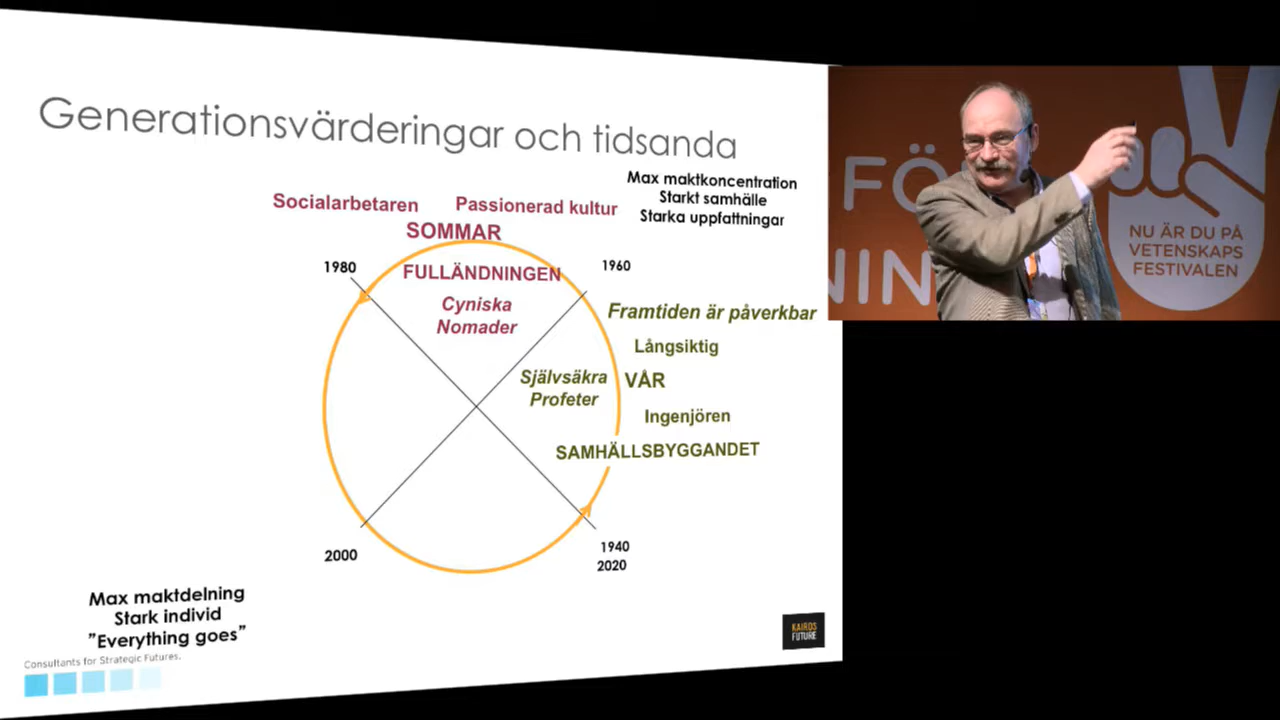 Generationsvärderingar och tidsanda
Max maktkoncentration
Starkt samhälle
Starka uppfattningar
Socialarbetaren
Passionerad kultur
SOMMAR
1980
1960
FULLÄNDNINGEN
Cyniska
Nomader
Framtiden är påverkbar
Långsiktig
Självsäkra
Profeter
VÅR
Ingenjören
SAMHÄLLSBYGGANDET
2000
1940
2020
Max maktdelning
Stark individ
”Everything goes”
Consultants for Strategic Futures.
KAIROS
FUTURE
NU ÄR DU PÅ
VETENSKAPS
FESTIVALEN